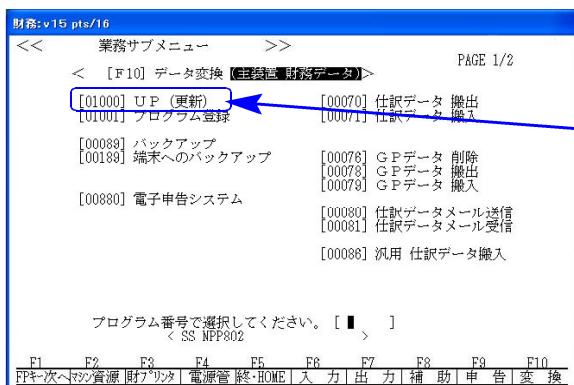 財務:v15 pts/16
<< 業務サブメニュー >>
PAGE 1/2
< [F10] データ変換 (主装置 財務データ)>
[01000] UP (更新) [00070] 仕訳データ 搬出
[01001] プログラム登録 [00071] 仕訳データ 搬入
[00089] バックアップ
[00189] 端末へのバックアップ [00076] GPデータ 削除
[00078] GPデータ 搬出
[00079] GPデータ 搬入
[00880] 電子申告システム
[00080] 仕訳データメール送信
[00081] 仕訳データメール受信
[00086] 汎用 仕訳データ搬入
プログラム番号で選択してください。 [ ]
< SS NPP802 >
F1 F2 F3 F4 F5 F6 F7 F8 F9 F10
FPキー次へ マシン資源 財プリンタ 電源管 終・HOME 入 力 出 力 補 助 申 告 変 換